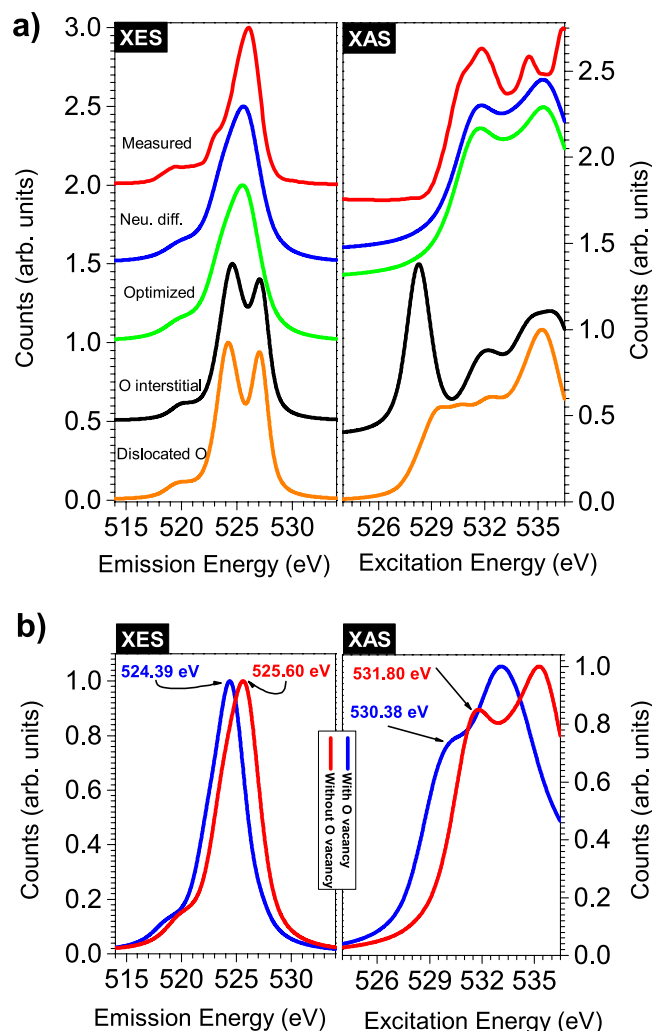 a)
XES
XAS
3.0
2.5
2.0
1.5
1.0
0.5
0.0
Counts (arb. units)
Measured
Neu. diff.
Optimized
O interstitial
Dislocated O
515 520 525 530
Emission Energy (eV)
2.5
2.0
1.5
1.0
0.5
0.0
Counts (arb. units)
526 529 532 535
Excitation Energy (eV)
b)
XES
XAS
524.39 eV
525.60 eV
531.80 eV
530.38 eV
1.0
0.8
0.6
0.4
0.2
0.0
Counts (arb. units)
With O vacancy
Without O vacancy
515 520 525 530
Emission Energy (eV)
1.0
0.8
0.6
0.4
0.2
0.0
Counts (arb. units)
526 529 532 535
Excitation Energy (eV)